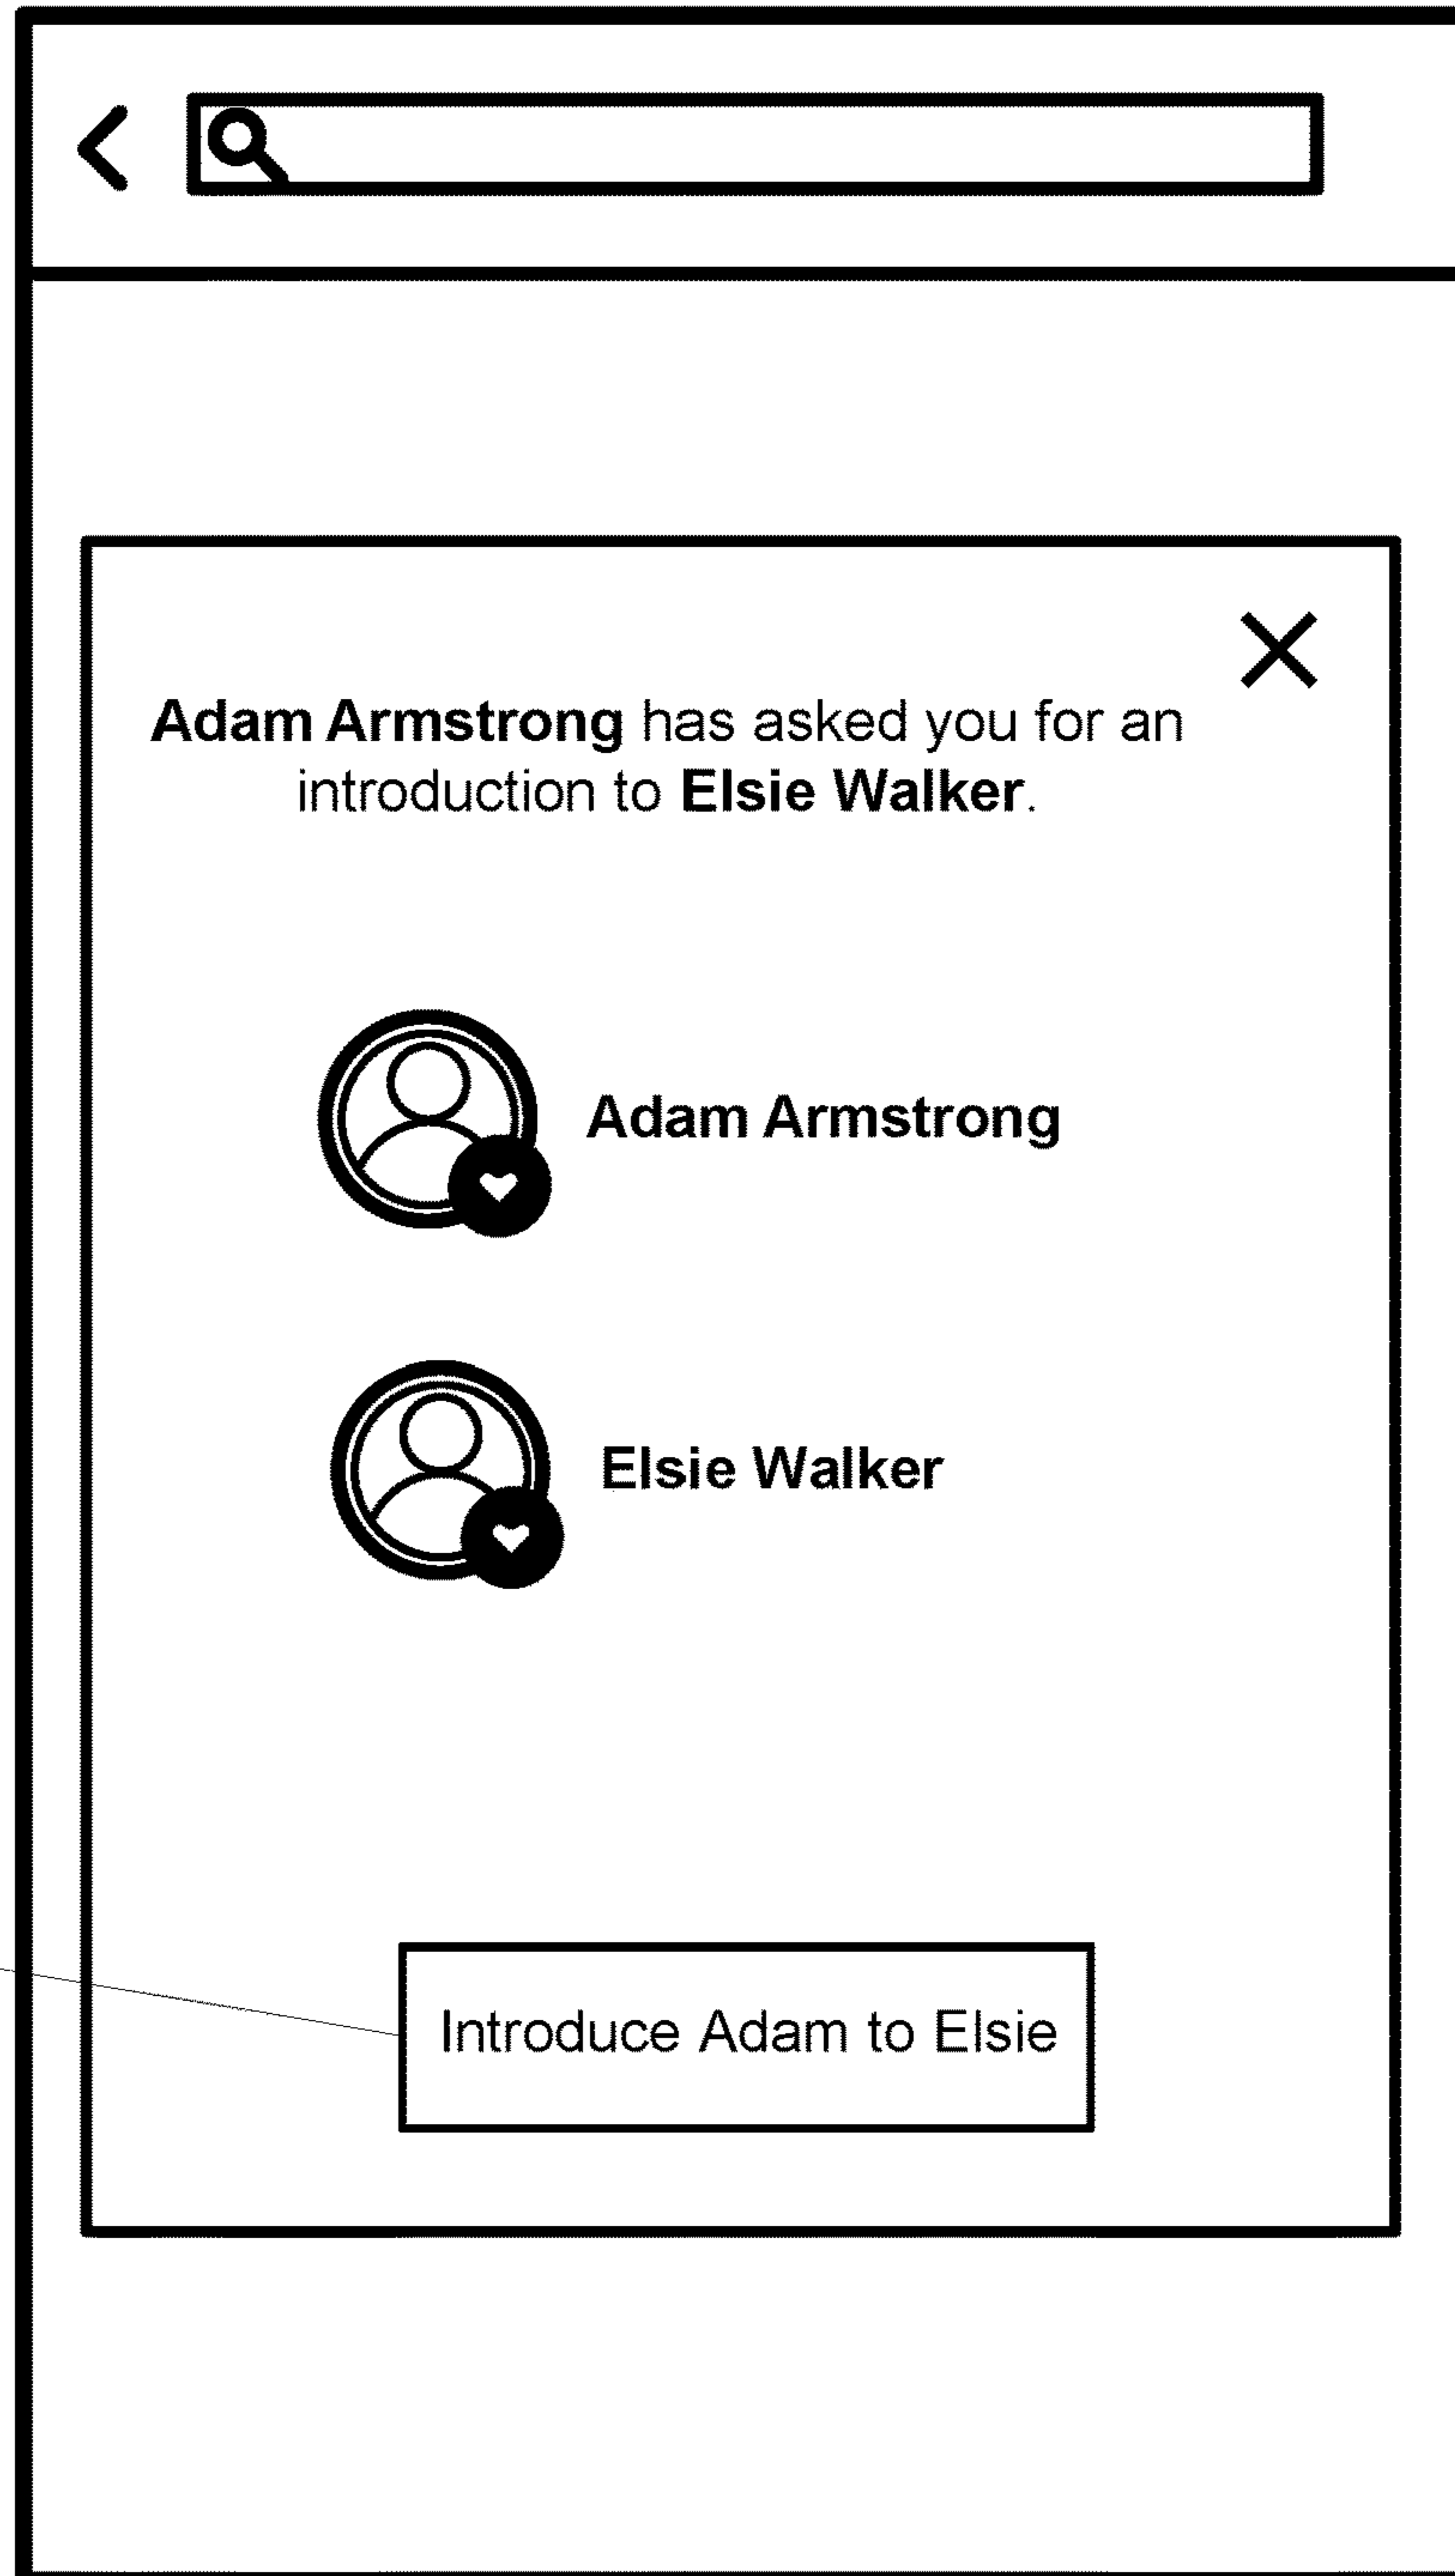 Adam Armstrong has asked you for an
introduction to Elsie Walker.
Adam Armstrong
Elsie Walker
Introduce Adam to Elsie